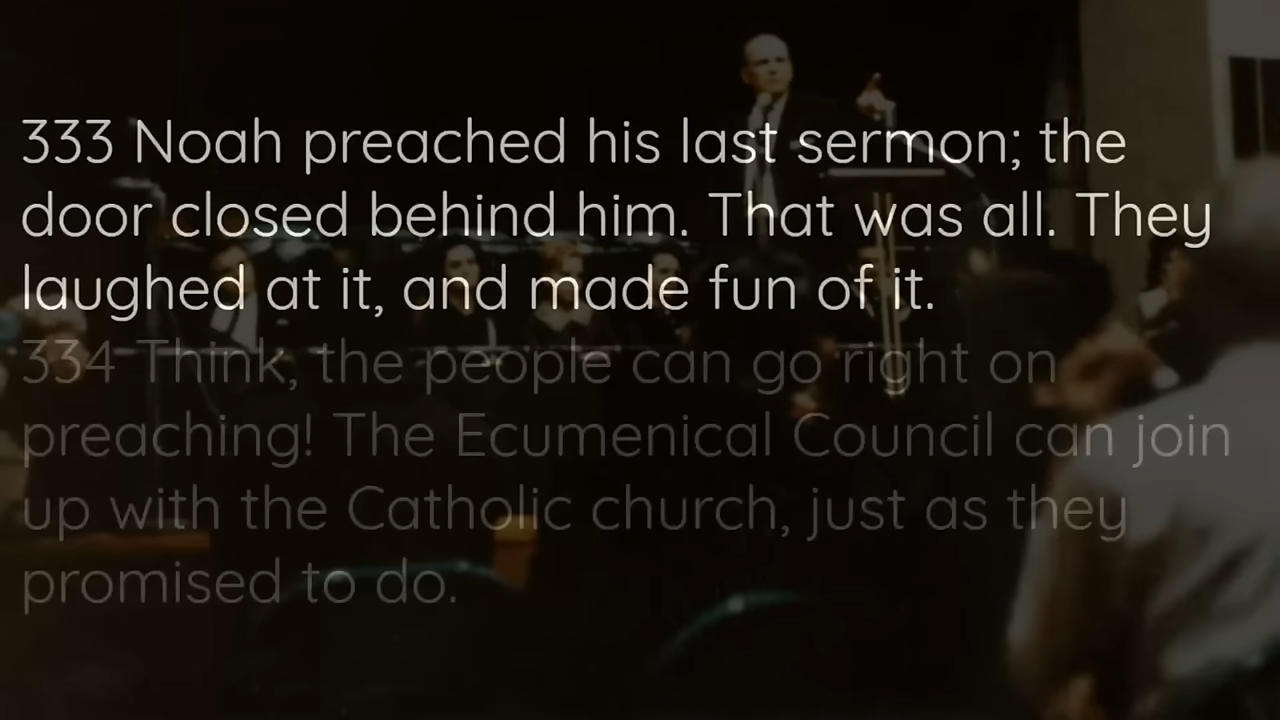 333 Noah preached his last sermon; the
door closed behind him. That was all. They
laughed at it, and made fun of it.
334 Think, the people can go right on
preaching! The Ecumenical Council can join
up with the Catholic church, just as they
promised to do.